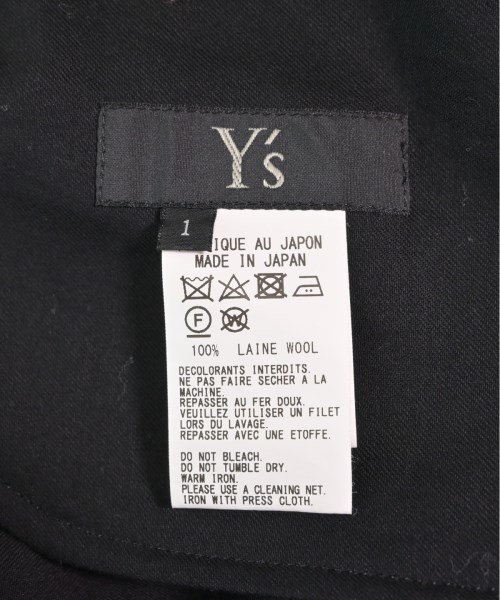 Y's
1
IQUE AU JAPON
MADE IN JAPAN
F W
100% LAINE WOOL
DECOLORANTS INTERDITS.
NE PAS FAIRE SECHER A LA
MACHINE.
REPASSER AU FER DOUX.
VEUILLEZ UTILISER UN FILET
LORS DU LAVAGE.
REPASSER AVEC UNE ETOFFE.
DO NOT BLEACH.
DO NOT TUMBLE DRY.
WARM IRON.
PLEASE USE A CLEANING NET.
IRON WITH PRESS CLOTH.